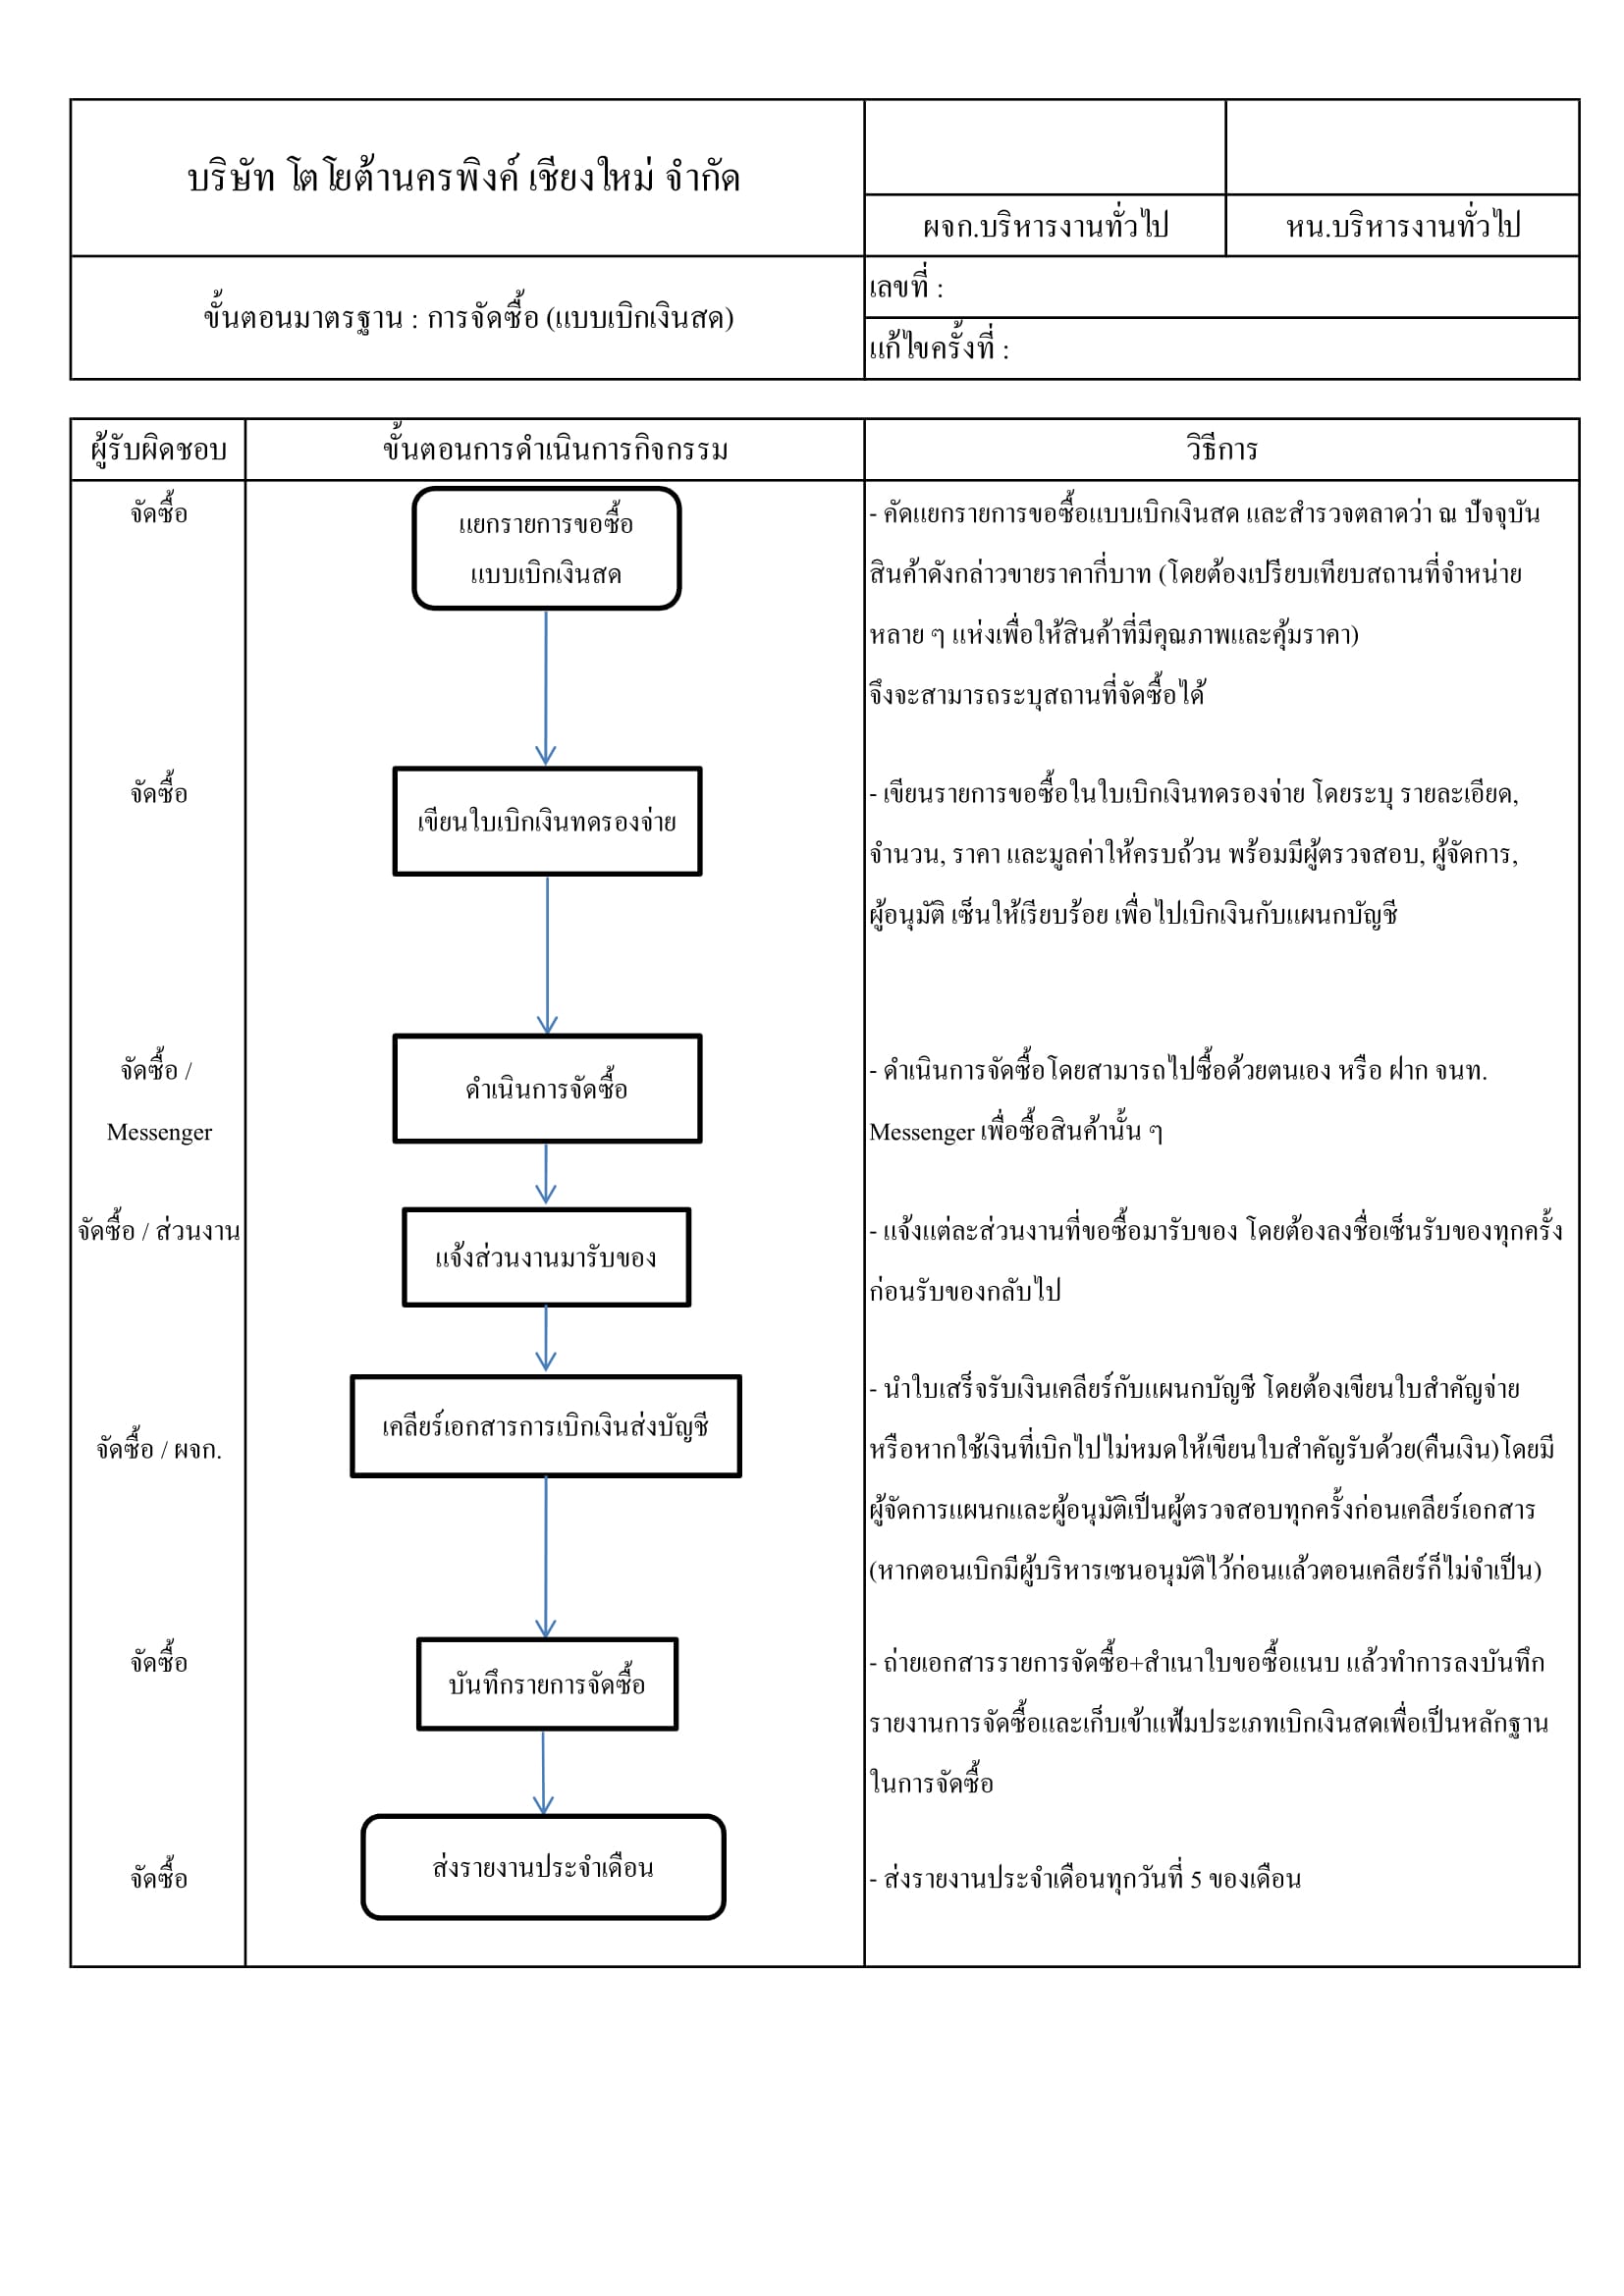 บริษัท โตโยต้านครพิงค์ เชียงใหม่ จำกัด
ผจก.บริหารงานทั่วไป
หน.บริหารงานทั่วไป
ขั้นตอนมาตรฐาน : การจัดซื้อ (แบบเบิกเงินสด)
เลขที่ :
แก้ไขครั้งที่ :
ผู้รับผิดชอบ
ขั้นตอนการดำเนินการกิจกรรม
วิธีการ
จัดซื้อ
แยกรายการขอซื้อ
แบบเบิกเงินสด
- คัดแยกรายการขอซื้อแบบเบิกเงินสด และสำรวจตลาดว่า ณ ปัจจุบัน
สินค้าดังกล่าวขายราคากี่บาท (โดยต้องเปรียบเทียบสถานที่จำหน่าย
หลาย ๆ แห่งเพื่อให้สินค้าที่มีคุณภาพและคุ้มราคา)
จึงจะสามารถระบุสถานที่จัดซื้อได้
จัดซื้อ
เขียนใบเบิกเงินทดรองจ่าย
- เขียนรายการขอซื้อในใบเบิกเงินทดรองจ่าย โดยระบุ รายละเอียด,
จำนวน, ราคา และมูลค่าให้ครบถ้วน พร้อมมีผู้ตรวจสอบ, ผู้จัดการ,
ผู้อนุมัติ เซ็นให้เรียบร้อย เพื่อไปเบิกเงินกับแผนกบัญชี
จัดซื้อ /
Messenger
ดำเนินการจัดซื้อ
- ดำเนินการจัดซื้อโดยสามารถไปซื้อด้วยตนเอง หรือ ฝาก จนท.
Messenger เพื่อซื้อสินค้านั้น ๆ
จัดซื้อ / ส่วนงาน
แจ้งส่วนงานมารับของ
- แจ้งแต่ละส่วนงานที่ขอซื้อมารับของ โดยต้องลงชื่อเซ็นรับของทุกครั้ง
ก่อนรับของกลับไป
จัดซื้อ / ผจก.
เคลียร์เอกสารการเบิกเงินส่งบัญชี
- นำใบเสร็จรับเงินเคลียร์กับแผนกบัญชี โดยต้องเขียนใบสำคัญจ่าย
หรือหากใช้เงินที่เบิกไปไม่หมดให้เขียนใบสำคัญรับด้วย(คืนเงิน)โดยมี
ผู้จัดการแผนกและผู้อนุมัติเป็นผู้ตรวจสอบทุกครั้งก่อนเคลียร์เอกสาร
(หากตอนเบิกมีผู้บริหารเซนอนุมัติไว้ก่อนแล้วตอนเคลียร์ก็ไม่จำเป็น)
จัดซื้อ
บันทึกรายการจัดซื้อ
- ถ่ายเอกสารรายการจัดซื้อ+สำเนาใบขอซื้อแนบ แล้วทำการลงบันทึก
รายงานการจัดซื้อและเก็บเข้าแฟ้มประเภทเบิกเงินสดเพื่อเป็นหลักฐาน
ในการจัดซื้อ
จัดซื้อ
ส่งรายงานประจำเดือน
- ส่งรายงานประจำเดือนทุกวันที่ 5 ของเดือน